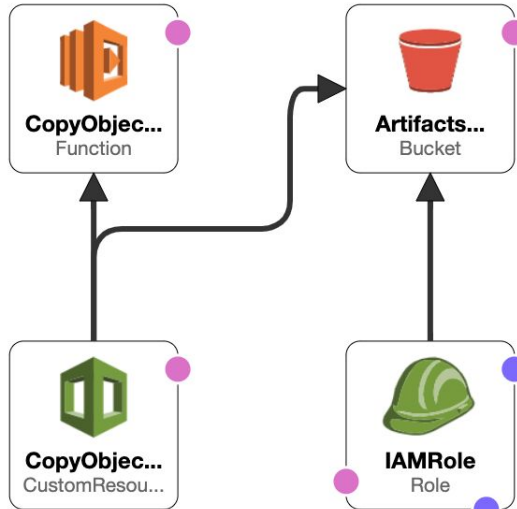 CopyObjec...
Function
Artifacts...
Bucket
CopyObjec...
CustomResou...
IAMRole
Role